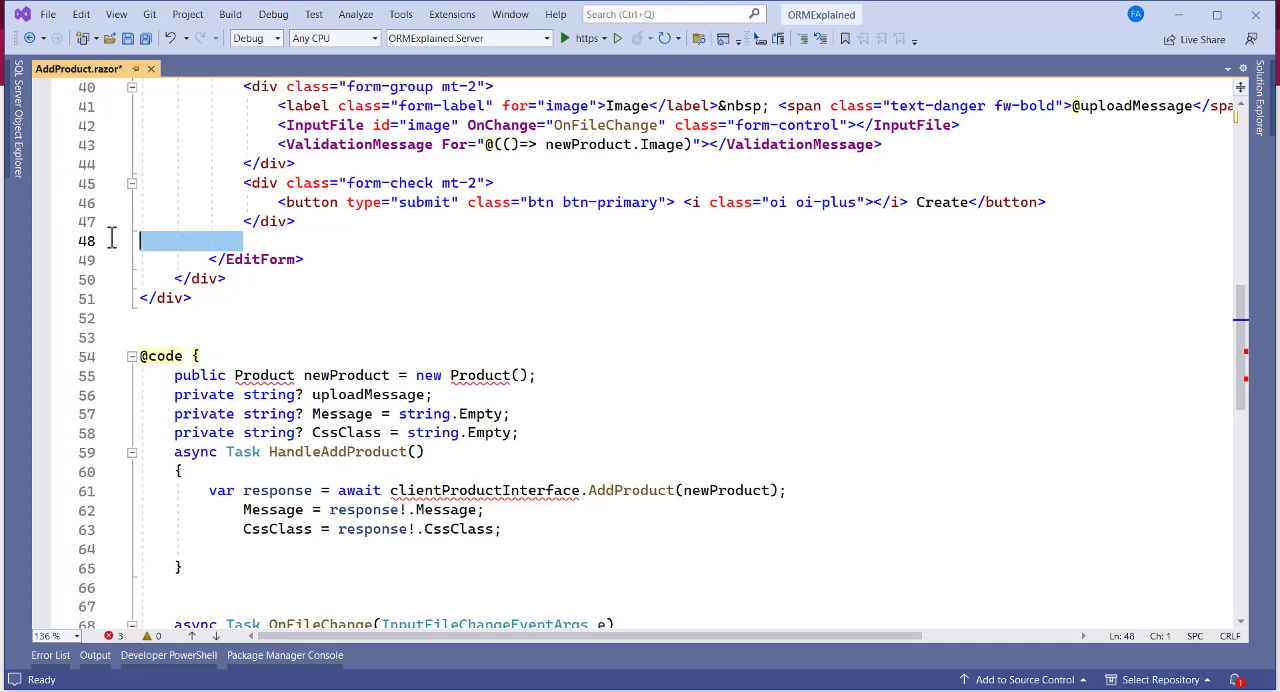 File Edit View Git Project Build Debug Test Analyze Tools Extensions Window Help Search (Ctrl+Q) ORMExplained FA
Debug Any CPU ORMExplained.Server https Live Share
AddProduct.razor*
SQL Server Object Explorer
Solution Explorer
40 <div class="form-group mt-2">
41 <label class="form-label" for="image">Image</label>&nbsp; <span class="text-danger fw-bold">@uploadMessage</spa
42 <InputFile id="image" OnChange="OnFileChange" class="form-control"></InputFile>
43 <ValidationMessage For="@(()=> newProduct.Image)"></ValidationMessage>
44 </div>
45 <div class="form-check mt-2">
46 <button type="submit" class="btn btn-primary"> <i class="oi oi-plus"></i> Create</button>
47 </div>
48
49 </EditForm>
50 </div>
51 </div>
52
53
54 @code {
55 public Product newProduct = new Product();
56 private string? uploadMessage;
57 private string? Message = string.Empty;
58 private string? CssClass = string.Empty;
59 async Task HandleAddProduct()
60 {
61 var response = await clientProductInterface.AddProduct(newProduct);
62 Message = response!.Message;
63 CssClass = response!.CssClass;
64
65 }
66
67
68 async Task OnFileChange(InputFileChangeEventArgs e)
136 % 3 0 Ln: 48 Ch: 1 SPC CRLF
Error List Output Developer PowerShell Package Manager Console
Ready Add to Source Control Select Repository 1